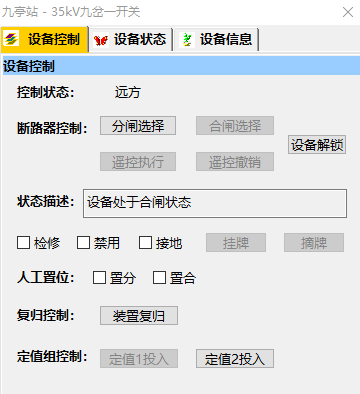 九亭站 - 35kV九岔一开关
设备控制 设备状态 设备信息
设备控制
控制状态： 远方
断路器控制： 分闸选择 合闸选择
设备解锁
遥控执行 遥控撤销
状态描述： 设备处于合闸状态
检修 禁用 接地 挂牌 摘牌
人工置位： 置分 置合
复归控制： 装置复归
定值组控制： 定值1投入 定值2投入